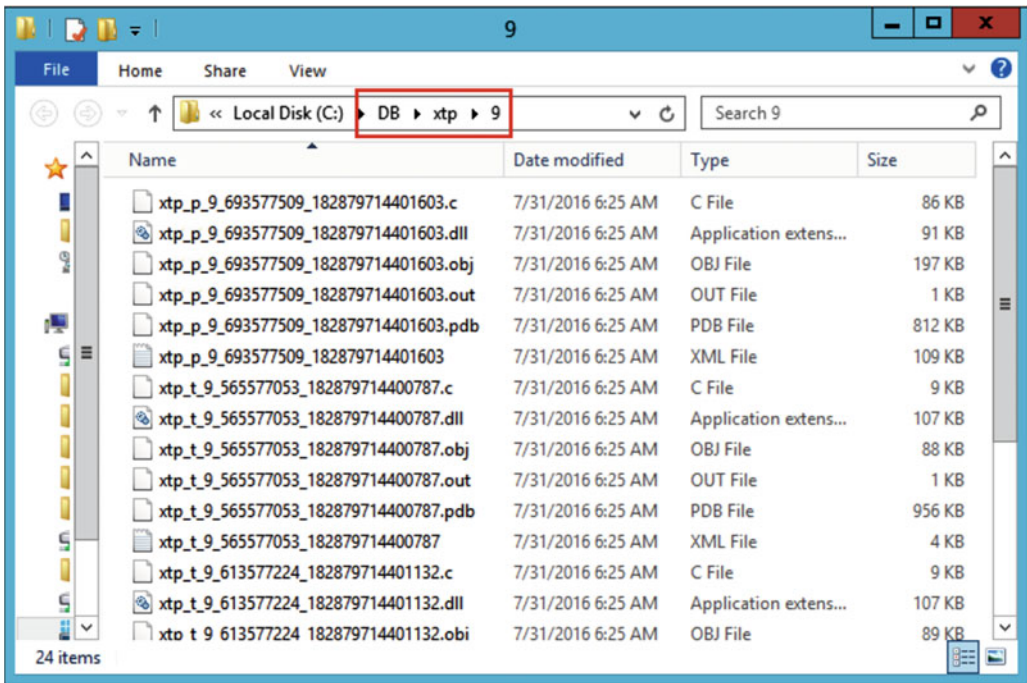 9
File Home Share View
« Local Disk (C:) DB xtp 9 Search 9
Name Date modified Type Size
xtp_p_9_693577509_182879714401603.c 7/31/2016 6:25 AM C File 86 KB
xtp_p_9_693577509_182879714401603.dll 7/31/2016 6:25 AM Application extens... 91 KB
xtp_p_9_693577509_182879714401603.obj 7/31/2016 6:25 AM OBJ File 197 KB
xtp_p_9_693577509_182879714401603.out 7/31/2016 6:25 AM OUT File 1 KB
xtp_p_9_693577509_182879714401603.pdb 7/31/2016 6:25 AM PDB File 812 KB
xtp_p_9_693577509_182879714401603 7/31/2016 6:25 AM XML File 109 KB
xtp_t_9_565577053_182879714400787.c 7/31/2016 6:25 AM C File 9 KB
xtp_t_9_565577053_182879714400787.dll 7/31/2016 6:25 AM Application extens... 107 KB
xtp_t_9_565577053_182879714400787.obj 7/31/2016 6:25 AM OBJ File 88 KB
xtp_t_9_565577053_182879714400787.out 7/31/2016 6:25 AM OUT File 1 KB
xtp_t_9_565577053_182879714400787.pdb 7/31/2016 6:25 AM PDB File 956 KB
xtp_t_9_565577053_182879714400787 7/31/2016 6:25 AM XML File 4 KB
xtp_t_9_613577224_182879714401132.c 7/31/2016 6:25 AM C File 9 KB
xtp_t_9_613577224_182879714401132.dll 7/31/2016 6:25 AM Application extens... 107 KB
xtp_t_9_613577224_182879714401132.obj 7/31/2016 6:25 AM OBJ File 89 KB
24 items